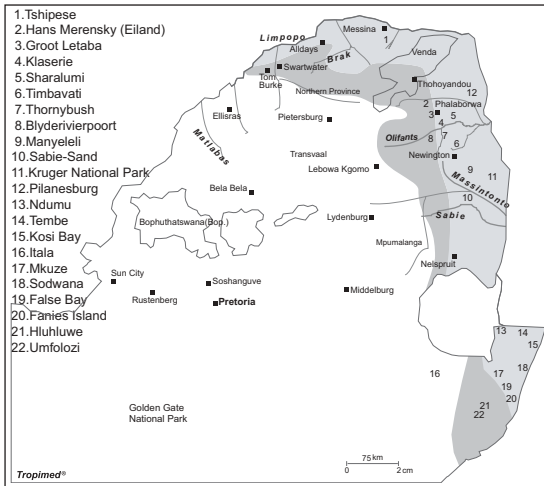 1.Tshipese
2.Hans Merensky (Eiland)
3.Groot Letaba
4.Klaserie
5.Sharalumi
6.Timbavati
7.Thornybush
8.Blyderivierpoort
9.Manyeleli
10.Sabie-Sand
11.Kruger National Park
12.Pilanesburg
13.Ndumu
14.Tembe
15.Kosi Bay
16.Itala
17.Mkuze
18.Sodwana
19.False Bay
20.Fanies Island
21.Hluhluwe
22.Umfolozi
Messina
1
Limpopo
Alldays
Brak
Venda
Swartwater
Tom
Burke
Thohoyandou
Northern Province
12
2
Phalaborwa
Ellisras
3
5
Pietersburg
4
Matlabas
Olifants
8
7
6
Transvaal
Newington
Lebowa Kgomo
9
11
Massintonto
Bela Bela
10
Bophuthatswana(Bop.)
Lydenburg
Sabie
Mpumalanga
Nelspruit
Sun City
Soshanguve
Rustenberg
Middelburg
Pretoria
13
14
15
16
17
18
19
20
21
22
Golden Gate
National Park
75km
0
2cm
Tropimed®